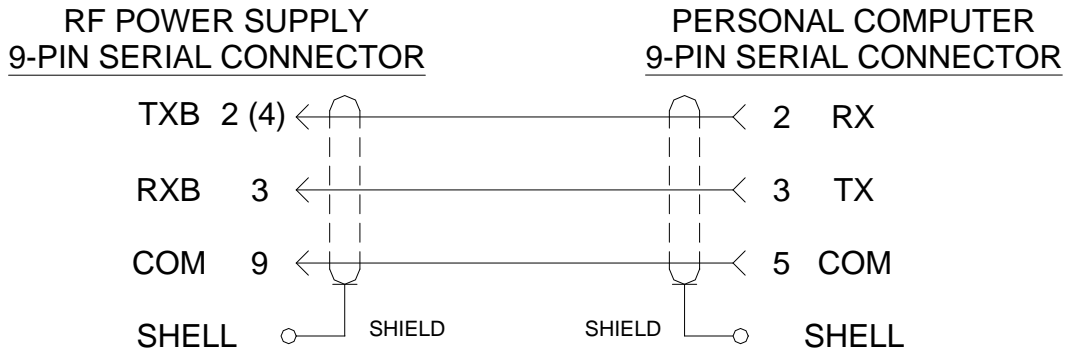 RF POWER SUPPLY
9-PIN SERIAL CONNECTOR
PERSONAL COMPUTER
9-PIN SERIAL CONNECTOR
TXB 2 (4) 2 RX
RXB 3 3 TX
COM 9 5 COM
SHELL SHIELD SHIELD SHELL